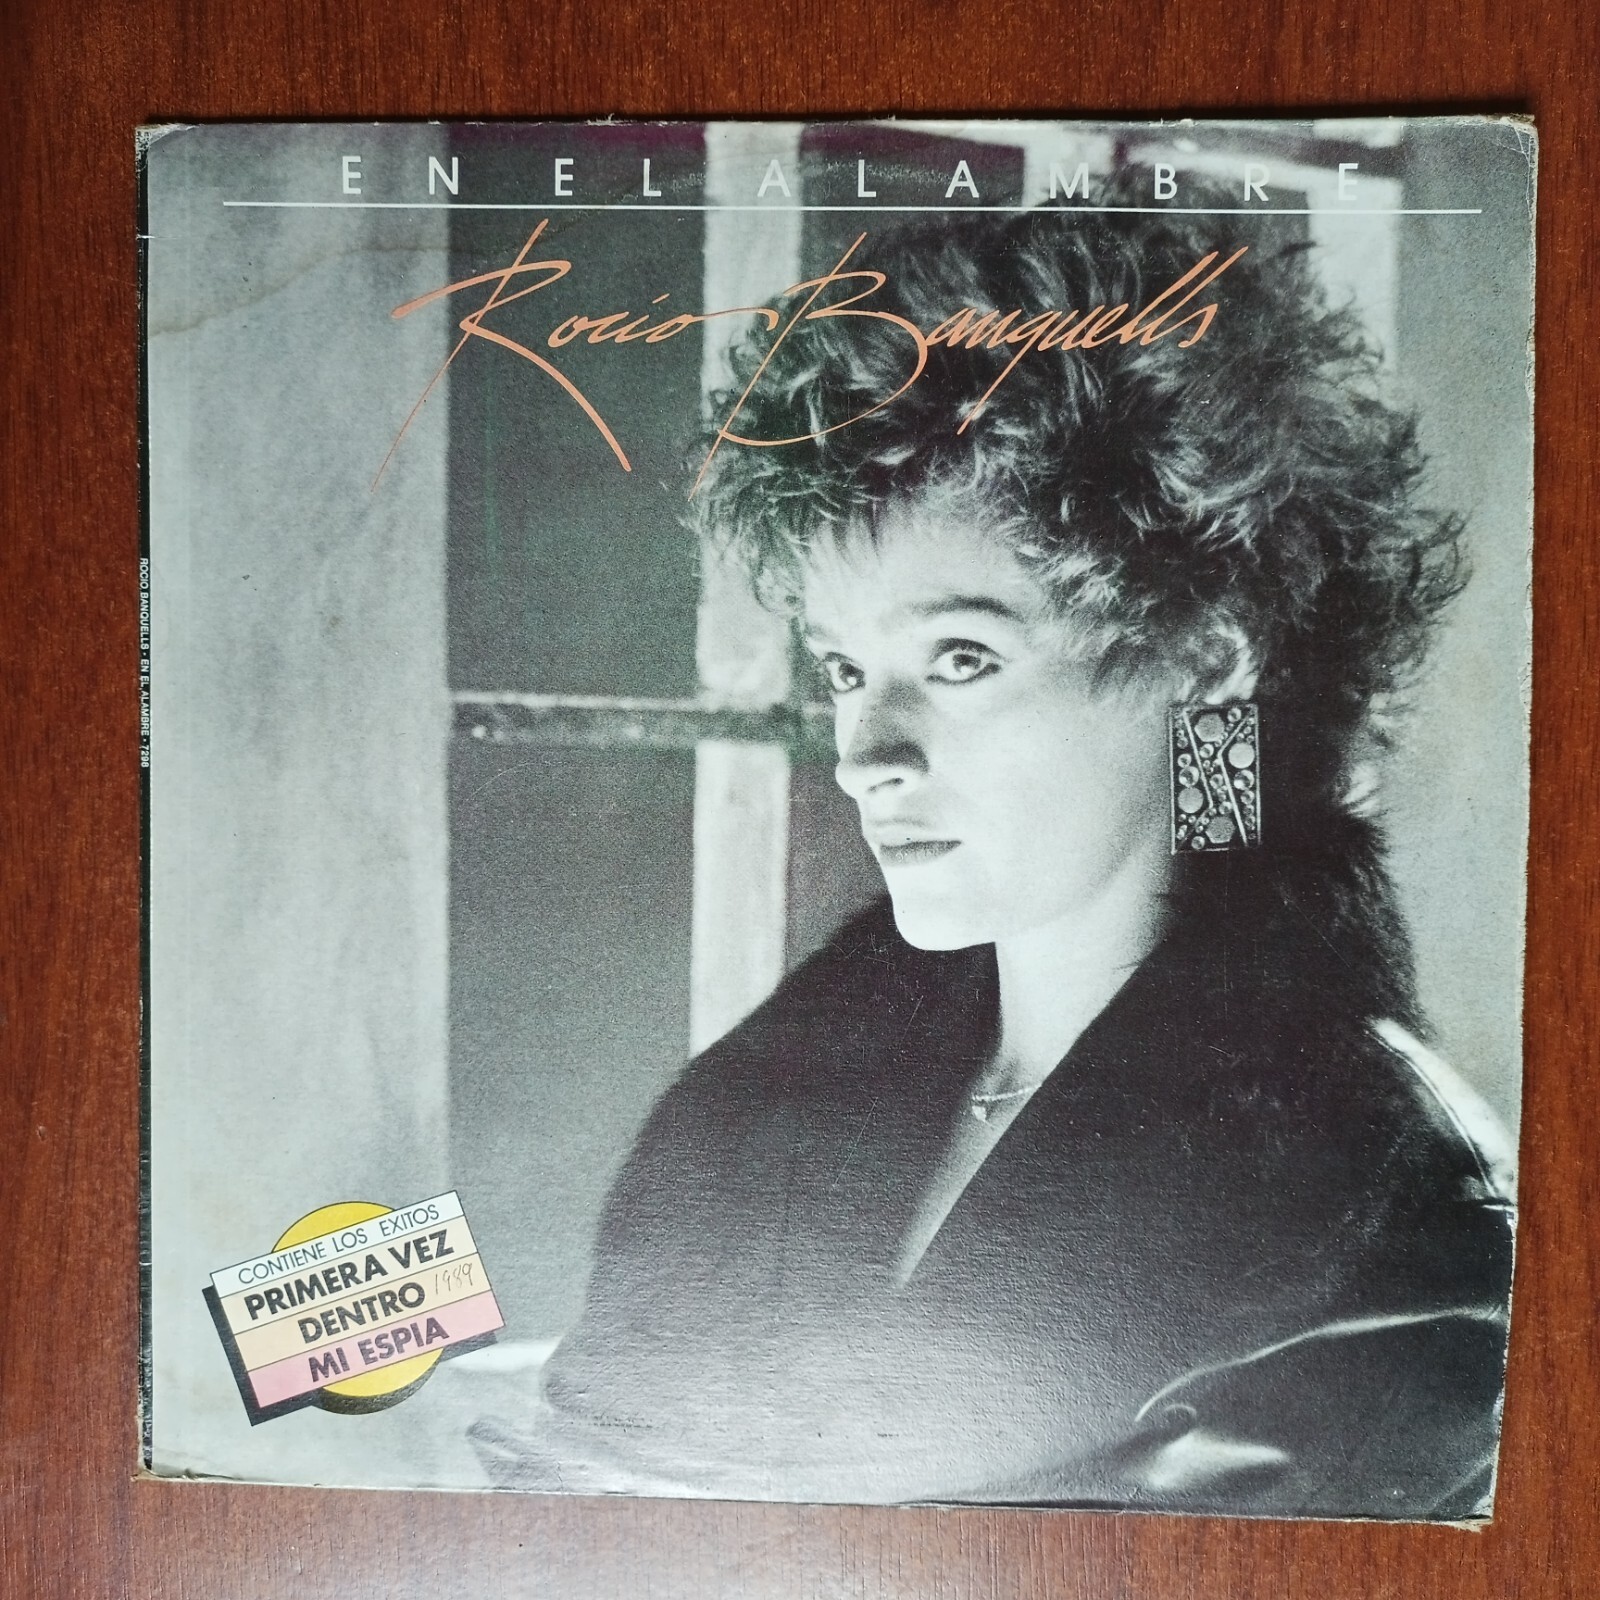 EN EL ALAMBRE
Rocío Banquells
ROCIO BANQUELLS • EN EL ALAMBRE • 7298
CONTIENE LOS EXITOS
PRIMERA VEZ
DENTRO 1989
MI ESPIA